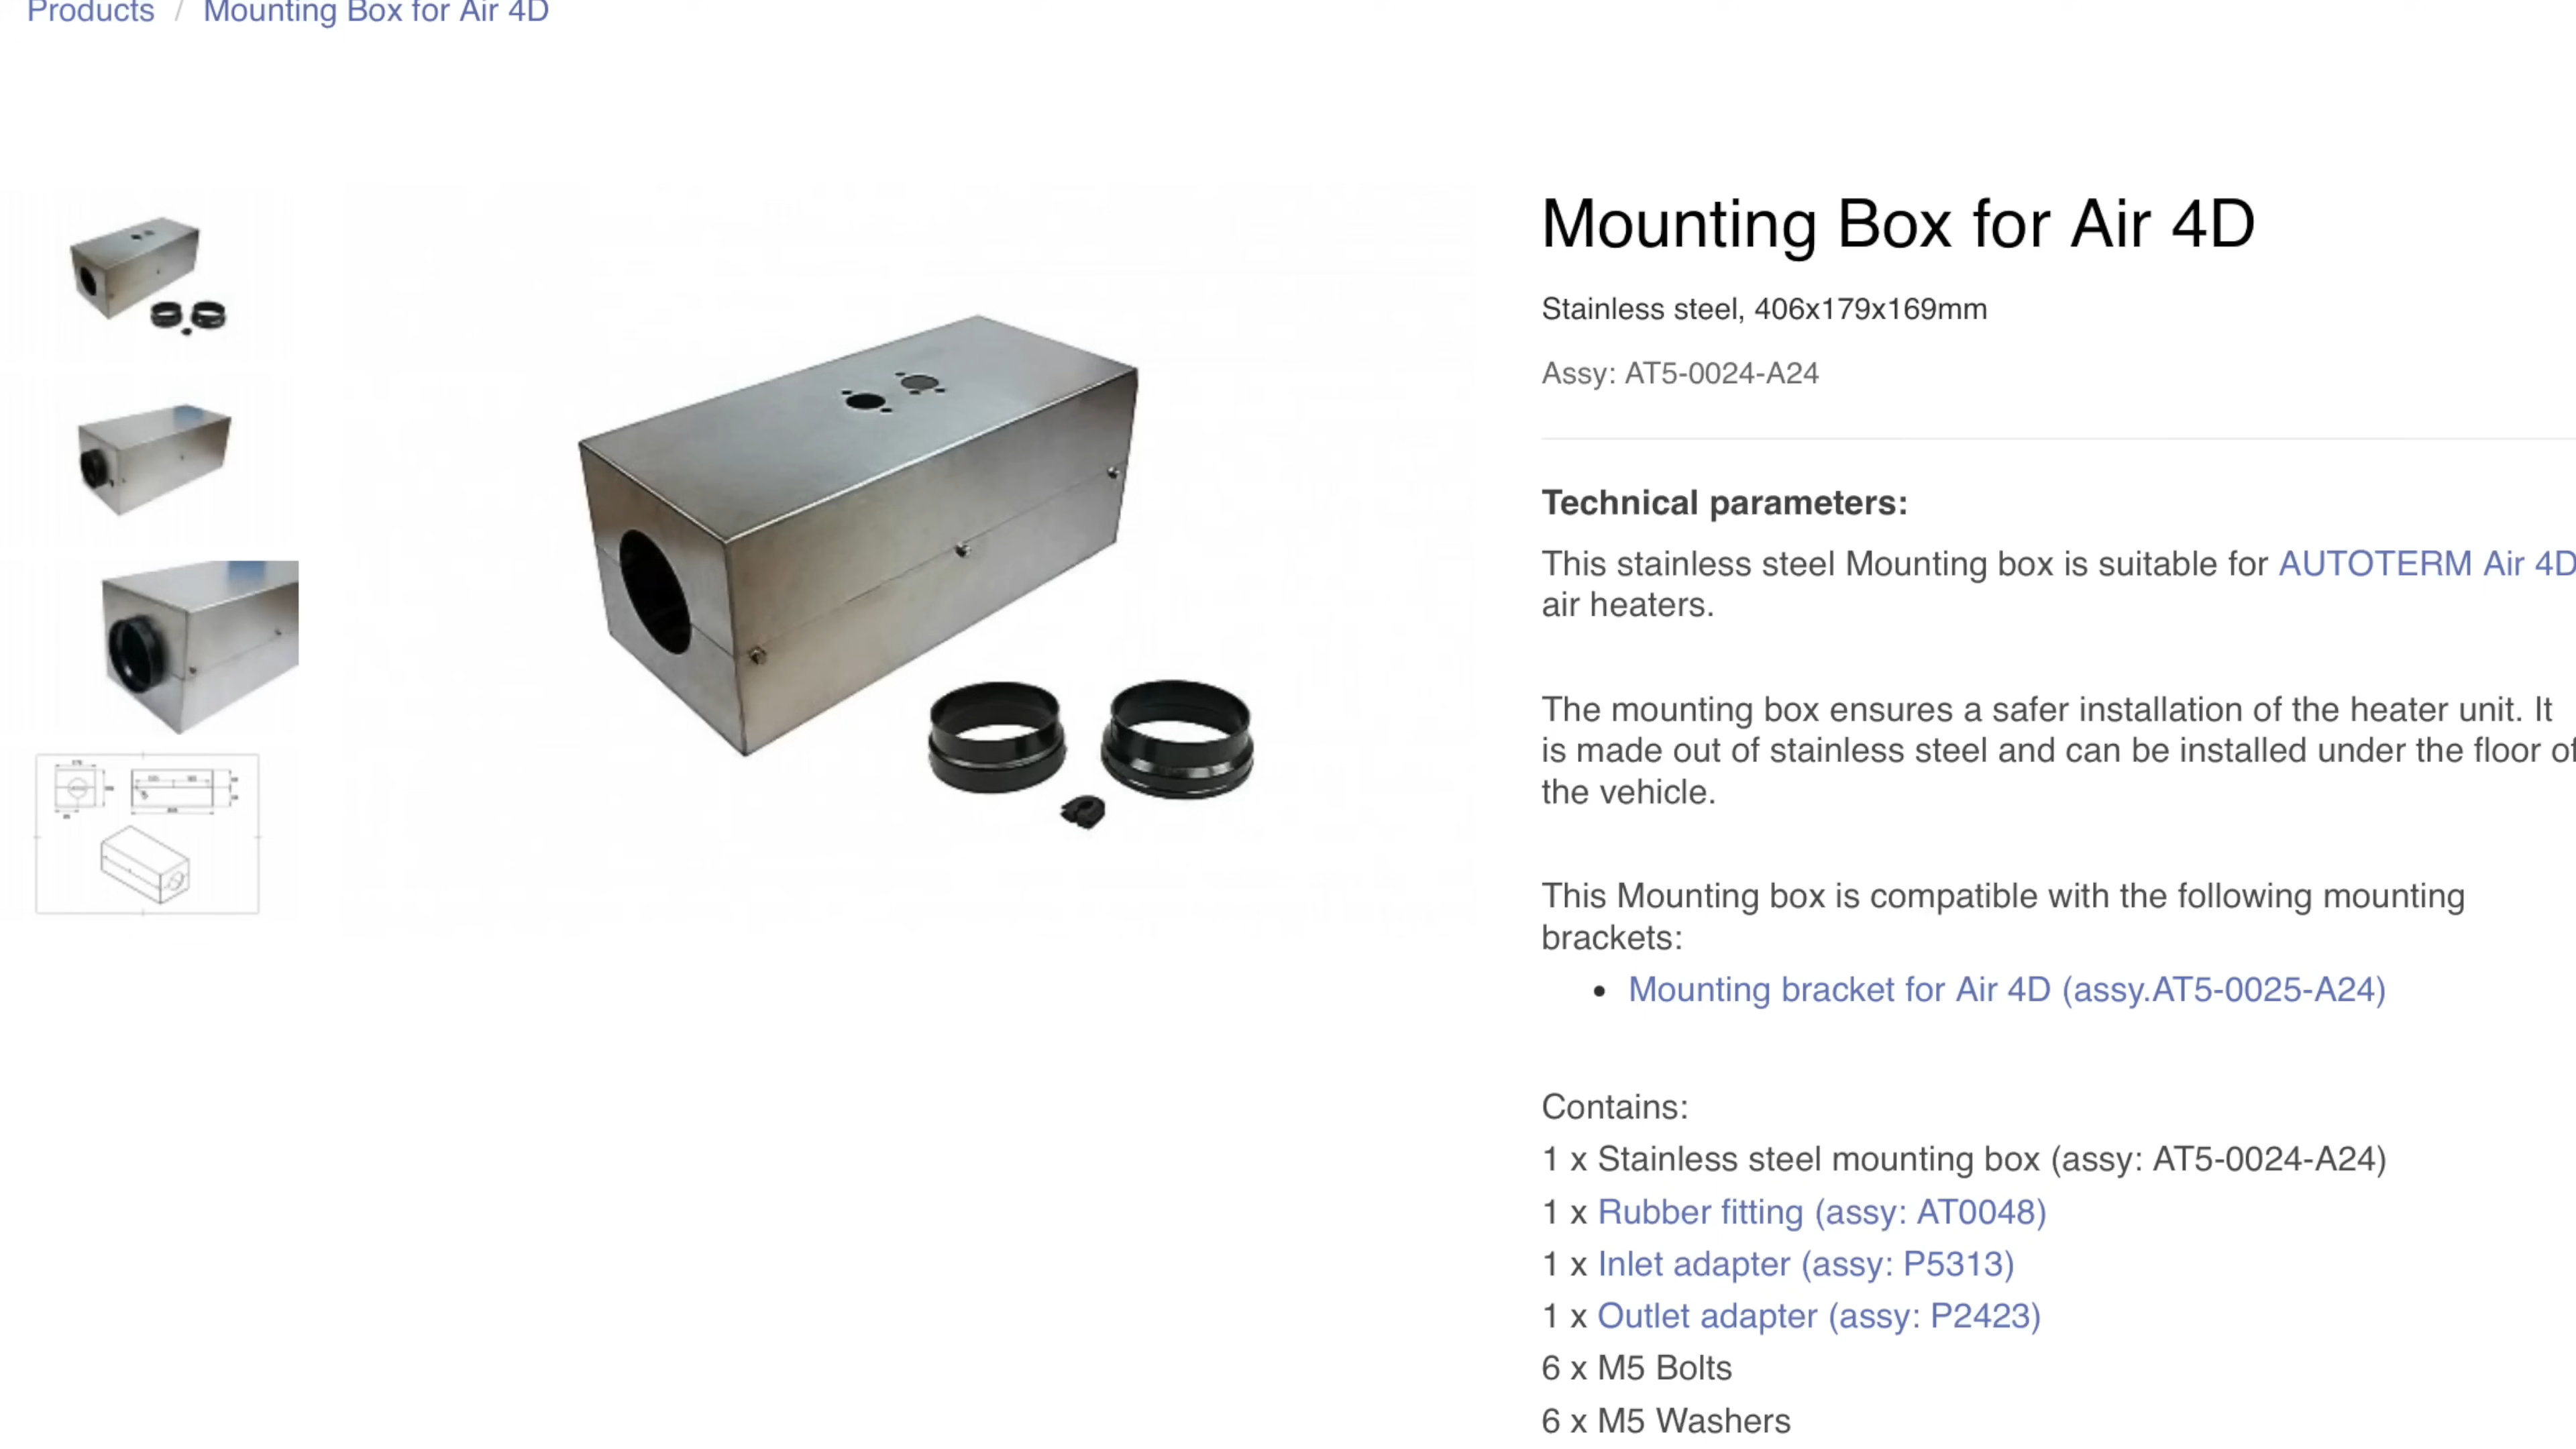 Products / Mounting Box for Air 4D
Mounting Box for Air 4D
Stainless steel, 406x179x169mm
Assy: AT5-0024-A24
Technical parameters:
This stainless steel Mounting box is suitable for AUTOTERM Air 4D
air heaters.
The mounting box ensures a safer installation of the heater unit. It
is made out of stainless steel and can be installed under the floor of
the vehicle.
This Mounting box is compatible with the following mounting
brackets:
• Mounting bracket for Air 4D (assy.AT5-0025-A24)
Contains:
1 x Stainless steel mounting box (assy: AT5-0024-A24)
1 x Rubber fitting (assy: AT0048)
1 x Inlet adapter (assy: P5313)
1 x Outlet adapter (assy: P2423)
6 x M5 Bolts
6 x M5 Washers